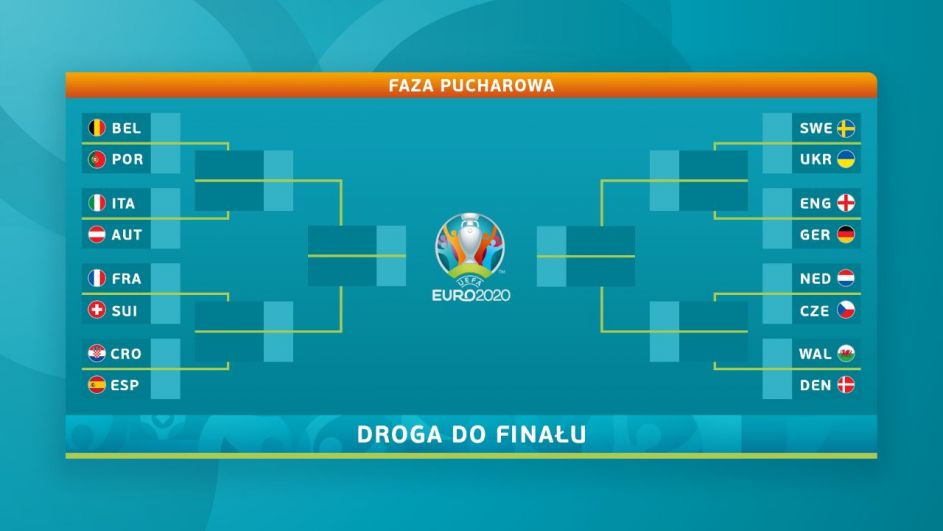 FAZA PUCHAROWA
BEL
POR
ITA
AUT
FRA
SUI
CRO
ESP
SWE
UKR
ENG
GER
NED
CZE
WAL
DEN
UEFA
EURO2020
DROGA DO FINAŁU